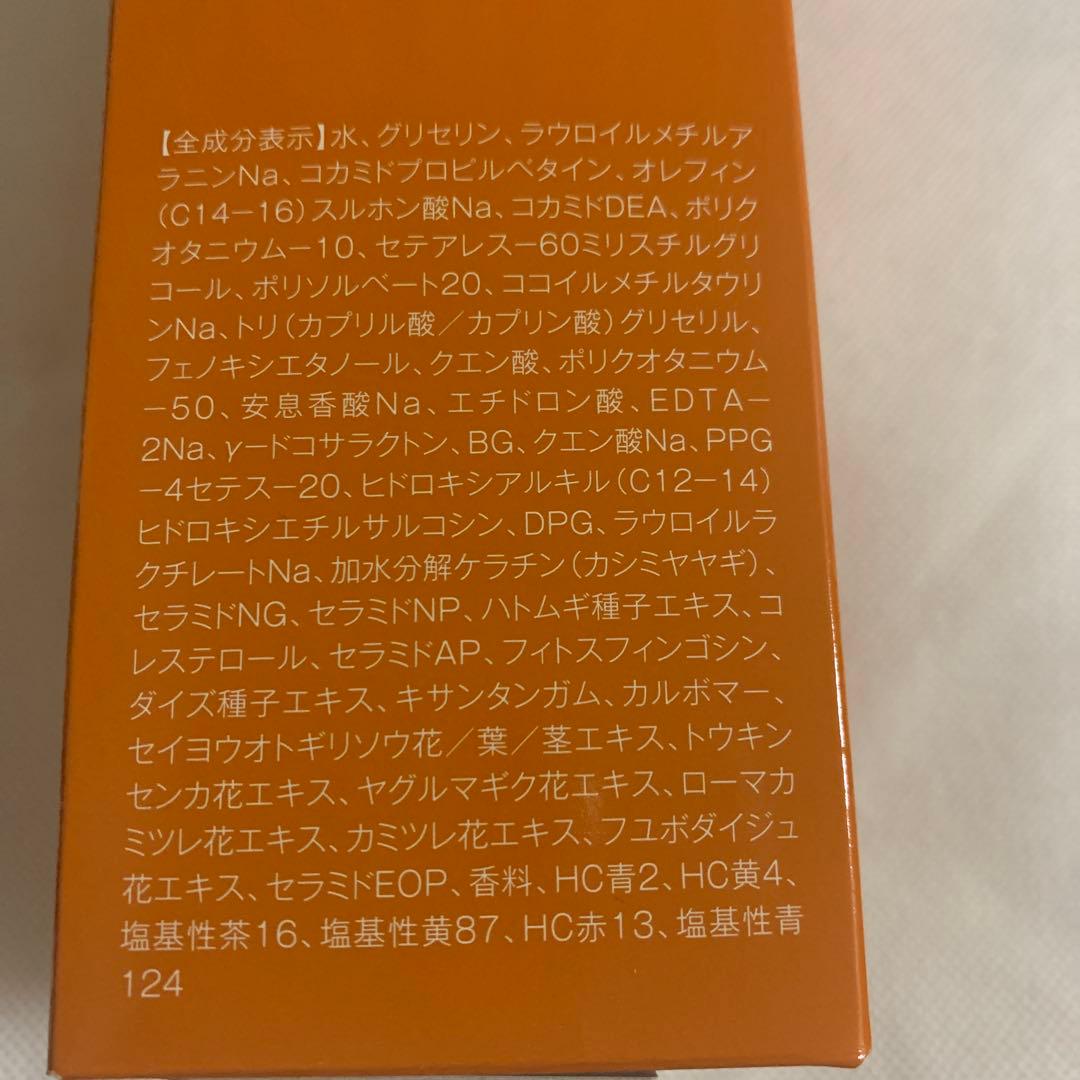 【全成分表示】水、グリセリン、ラウロイルメチルア
ラニンNa、コカミドプロピルベタイン、オレフィン
(C14−16)スルホン酸Na、コカミドDEA、ポリク
オタニウム−10、セテアレス−60ミリスチルグリ
コール、ポリソルベート20、ココイルメチルタウリ
ンNa、トリ(カプリル酸／カプリン酸)グリセリル、
フェノキシエタノール、クエン酸、ポリクオタニウム
−50、安息香酸Na、エチドロン酸、EDTA−
2Na、γードコサラクトン、BG、クエン酸Na、PPG
−4セテス−20、ヒドロキシアルキル(C12−14)
ヒドロキシエチルサルコシン、DPG、ラウロイルラ
クチレートNa、加水分解ケラチン(カシミヤヤギ)、
セラミドNG、セラミドNP、ハトムギ種子エキス、コ
レステロール、セラミドAP、フィトスフィンゴシン、
ダイズ種子エキス、キサンタンガム、カルボマー、
セイヨウオトギリソウ花／葉／茎エキス、トウキン
センカ花エキス、ヤグルマギク花エキス、ローマカ
ミツレ花エキス、カミツレ花エキス、フユボダイジュ
花エキス、セラミドEOP、香料、HC青2、HC黄4、
塩基性茶16、塩基性黄87、HC赤13、塩基性青
124